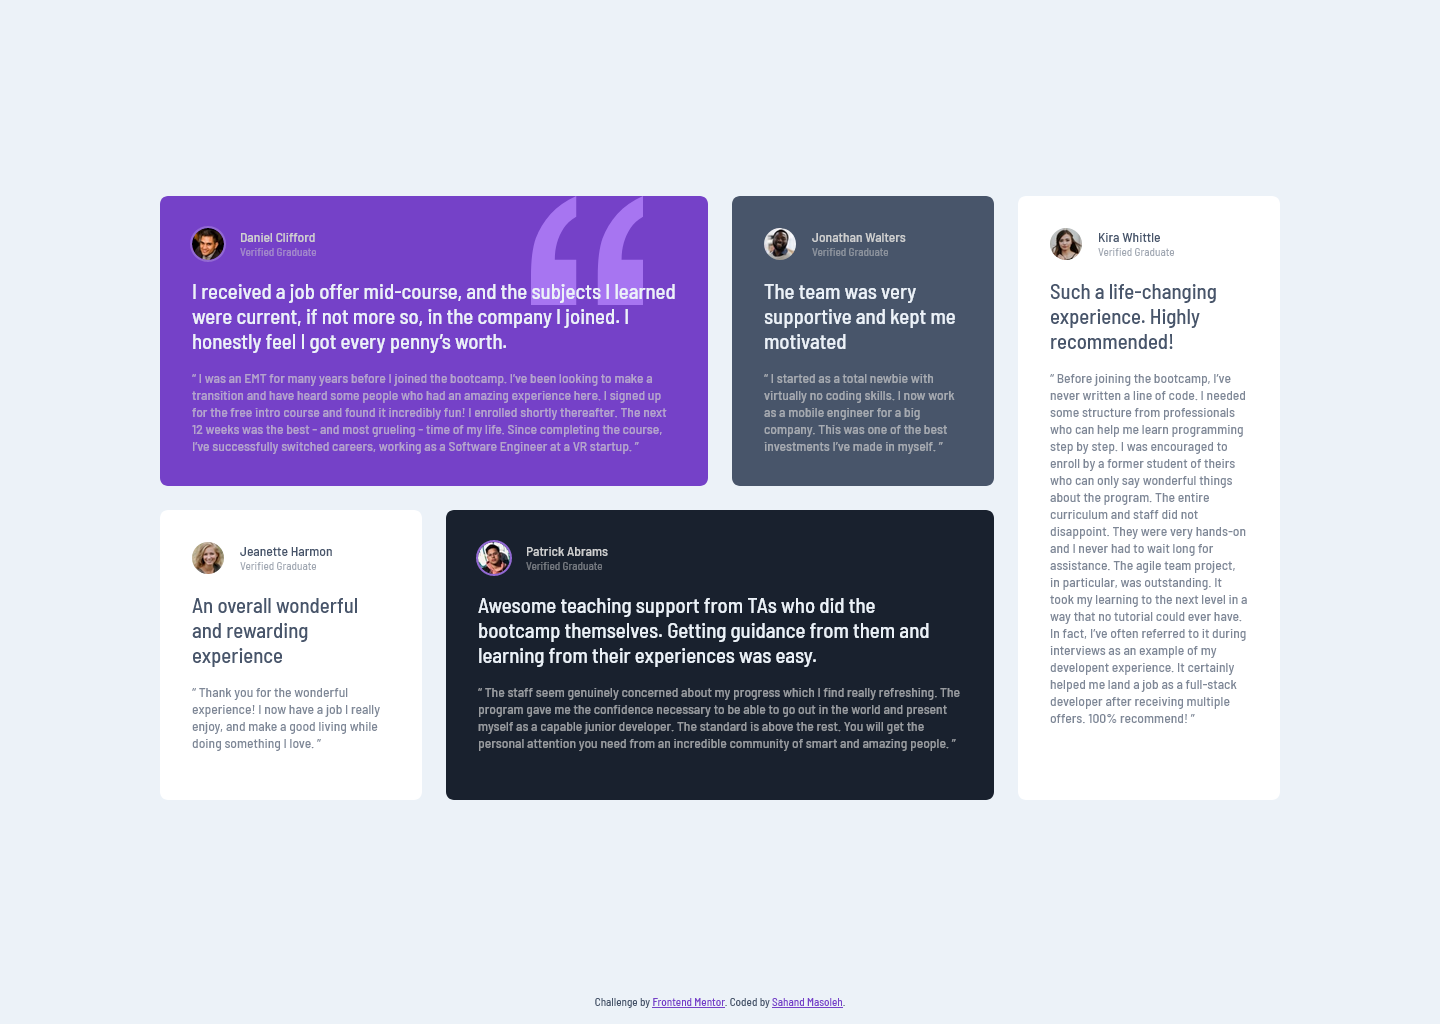 Daniel Clifford
Verified Graduate
I received a job offer mid-course, and the subjects I learned
were current, if not more so, in the company I joined. I
honestly feel I got every penny’s worth.
“ I was an EMT for many years before I joined the bootcamp. I've been looking to make a
transition and have heard some people who had an amazing experience here. I signed up
for the free intro course and found it incredibly fun! I enrolled shortly thereafter. The next
12 weeks was the best - and most grueling - time of my life. Since completing the course,
I've successfully switched careers, working as a Software Engineer at a VR startup. ”
Jonathan Walters
Verified Graduate
The team was very
supportive and kept me
motivated
“ I started as a total newbie with
virtually no coding skills. I now work
as a mobile engineer for a big
company. This was one of the best
investments I've made in myself. ”
Kira Whittle
Verified Graduate
Such a life-changing
experience. Highly
recommended!
“ Before joining the bootcamp, I've
never written a line of code. I needed
some structure from professionals
who can help me learn programming
step by step. I was encouraged to
enroll by a former student of theirs
who can only say wonderful things
about the program. The entire
curriculum and staff did not
disappoint. They were very hands-on
and I never had to wait long for
assistance. The agile team project,
in particular, was outstanding. It
took my learning to the next level in a
way that no tutorial could ever have.
In fact, I've often referred to it during
interviews as an example of my
developent experience. It certainly
helped me land a job as a full-stack
developer after receiving multiple
offers. 100% recommend! ”
Jeanette Harmon
Verified Graduate
An overall wonderful
and rewarding
experience
“ Thank you for the wonderful
experience! I now have a job I really
enjoy, and make a good living while
doing something I love. ”
Patrick Abrams
Verified Graduate
Awesome teaching support from TAs who did the
bootcamp themselves. Getting guidance from them and
learning from their experiences was easy.
“ The staff seem genuinely concerned about my progress which I find really refreshing. The
program gave me the confidence necessary to be able to go out in the world and present
myself as a capable junior developer. The standard is above the rest. You will get the
personal attention you need from an incredible community of smart and amazing people. ”
Challenge by Frontend Mentor. Coded by Sahand Masoleh.